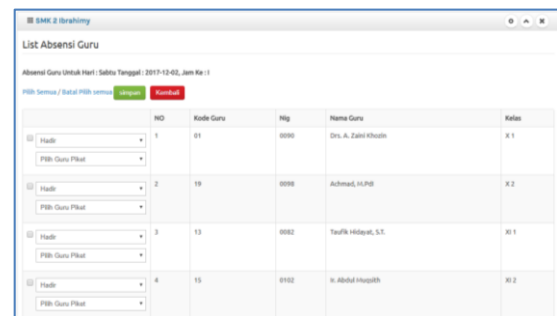 SMK 2 Ibrahimy
List Absensi Guru
Absensi Guru Untuk Hari : Sabtu Tanggal : 2017-12-02, Jam Ke : 1
Pilih Semua / Batal Pilih semua simpan Kembali
NO Kode Guru Nig Nama Guru Kelas
Hadir 1 01 0090 Drs. A. Zaini Khozin X 1
Pilih Guru Piket
Hadir 2 19 0098 Achmad, M.Pdi X 2
Pilih Guru Piket
Hadir 3 13 0082 Taufik Hidayat, S.T. XI 1
Pilih Guru Piket
Hadir 4 15 0102 Ir. Abdul Muqsith XI 2
Pilih Guru Piket